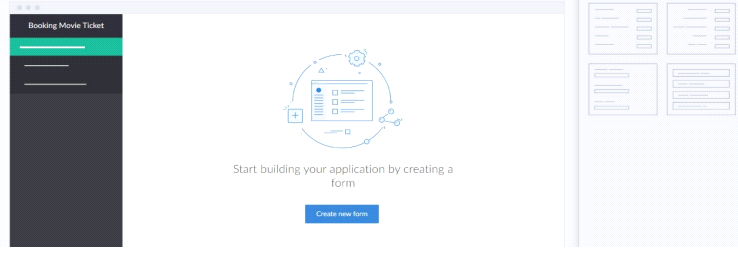 Booking Movie Ticket
Start building your application by creating a
form
Create new form